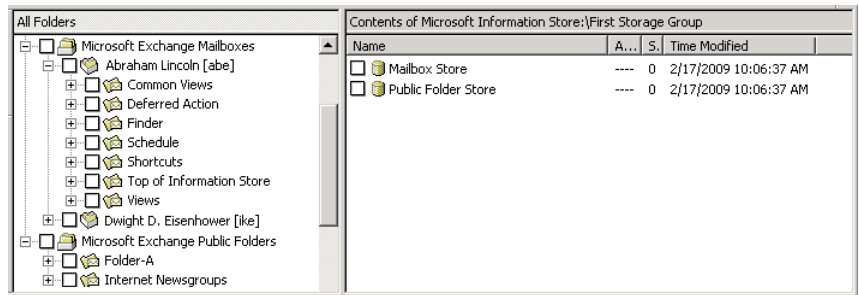 All Folders
Microsoft Exchange Mailboxes
Abraham Lincoln [abe]
Common Views
Deferred Action
Finder
Schedule
Shortcuts
Top of Information Store
Views
Dwight D. Eisenhower [ike]
Microsoft Exchange Public Folders
Folder-A
Internet Newsgroups
Contents of Microsoft Information Store:\First Storage Group
Name A... S. Time Modified
Mailbox Store ---- 0 2/17/2009 10:06:37 AM
Public Folder Store ---- 0 2/17/2009 10:06:37 AM